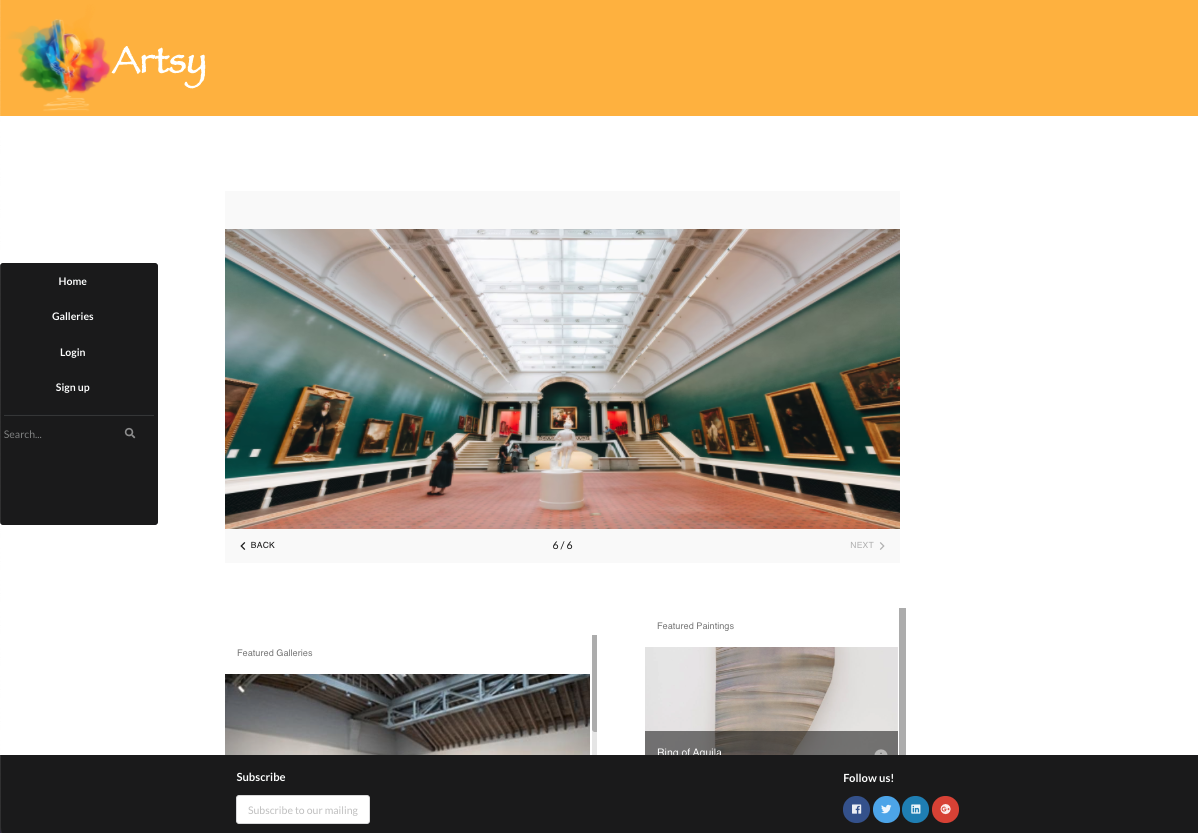 Artsy
Home
Galleries
Login
Sign up
Search...
BACK
6 / 6
NEXT
Featured Galleries
Featured Paintings
Ring of Aquila
Subscribe
Subscribe to our mailing
Follow us!